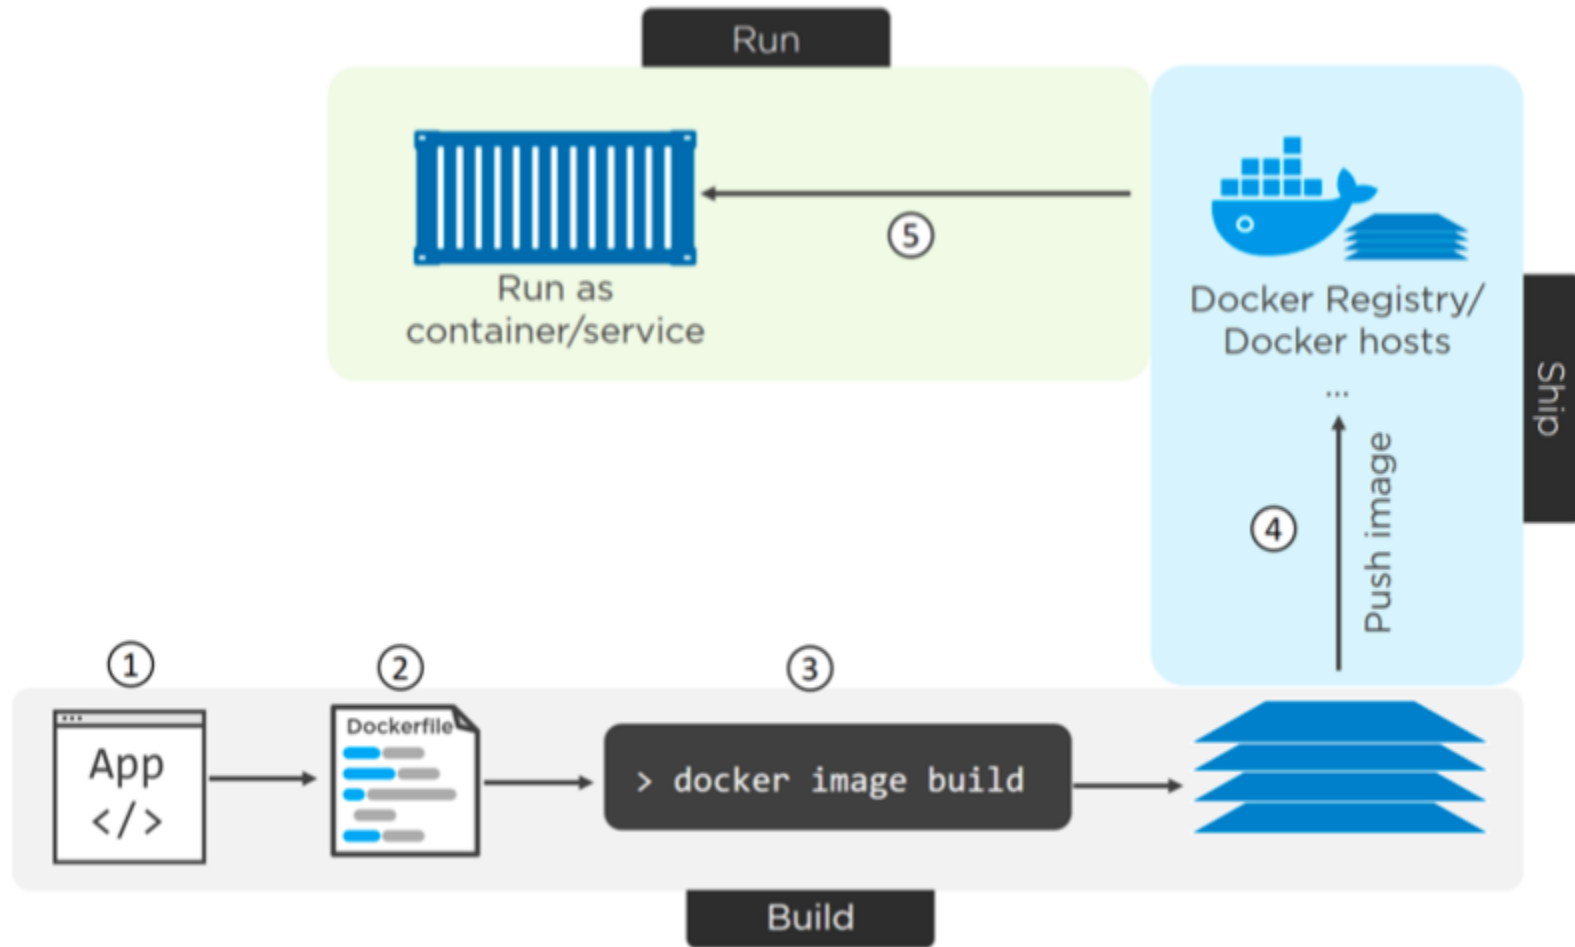 Run
Run as
container/service
5
Docker Registry/
Docker hosts
...
Ship
4
Push image
1
2
3
App
</>
Dockerfile
> docker image build
Build